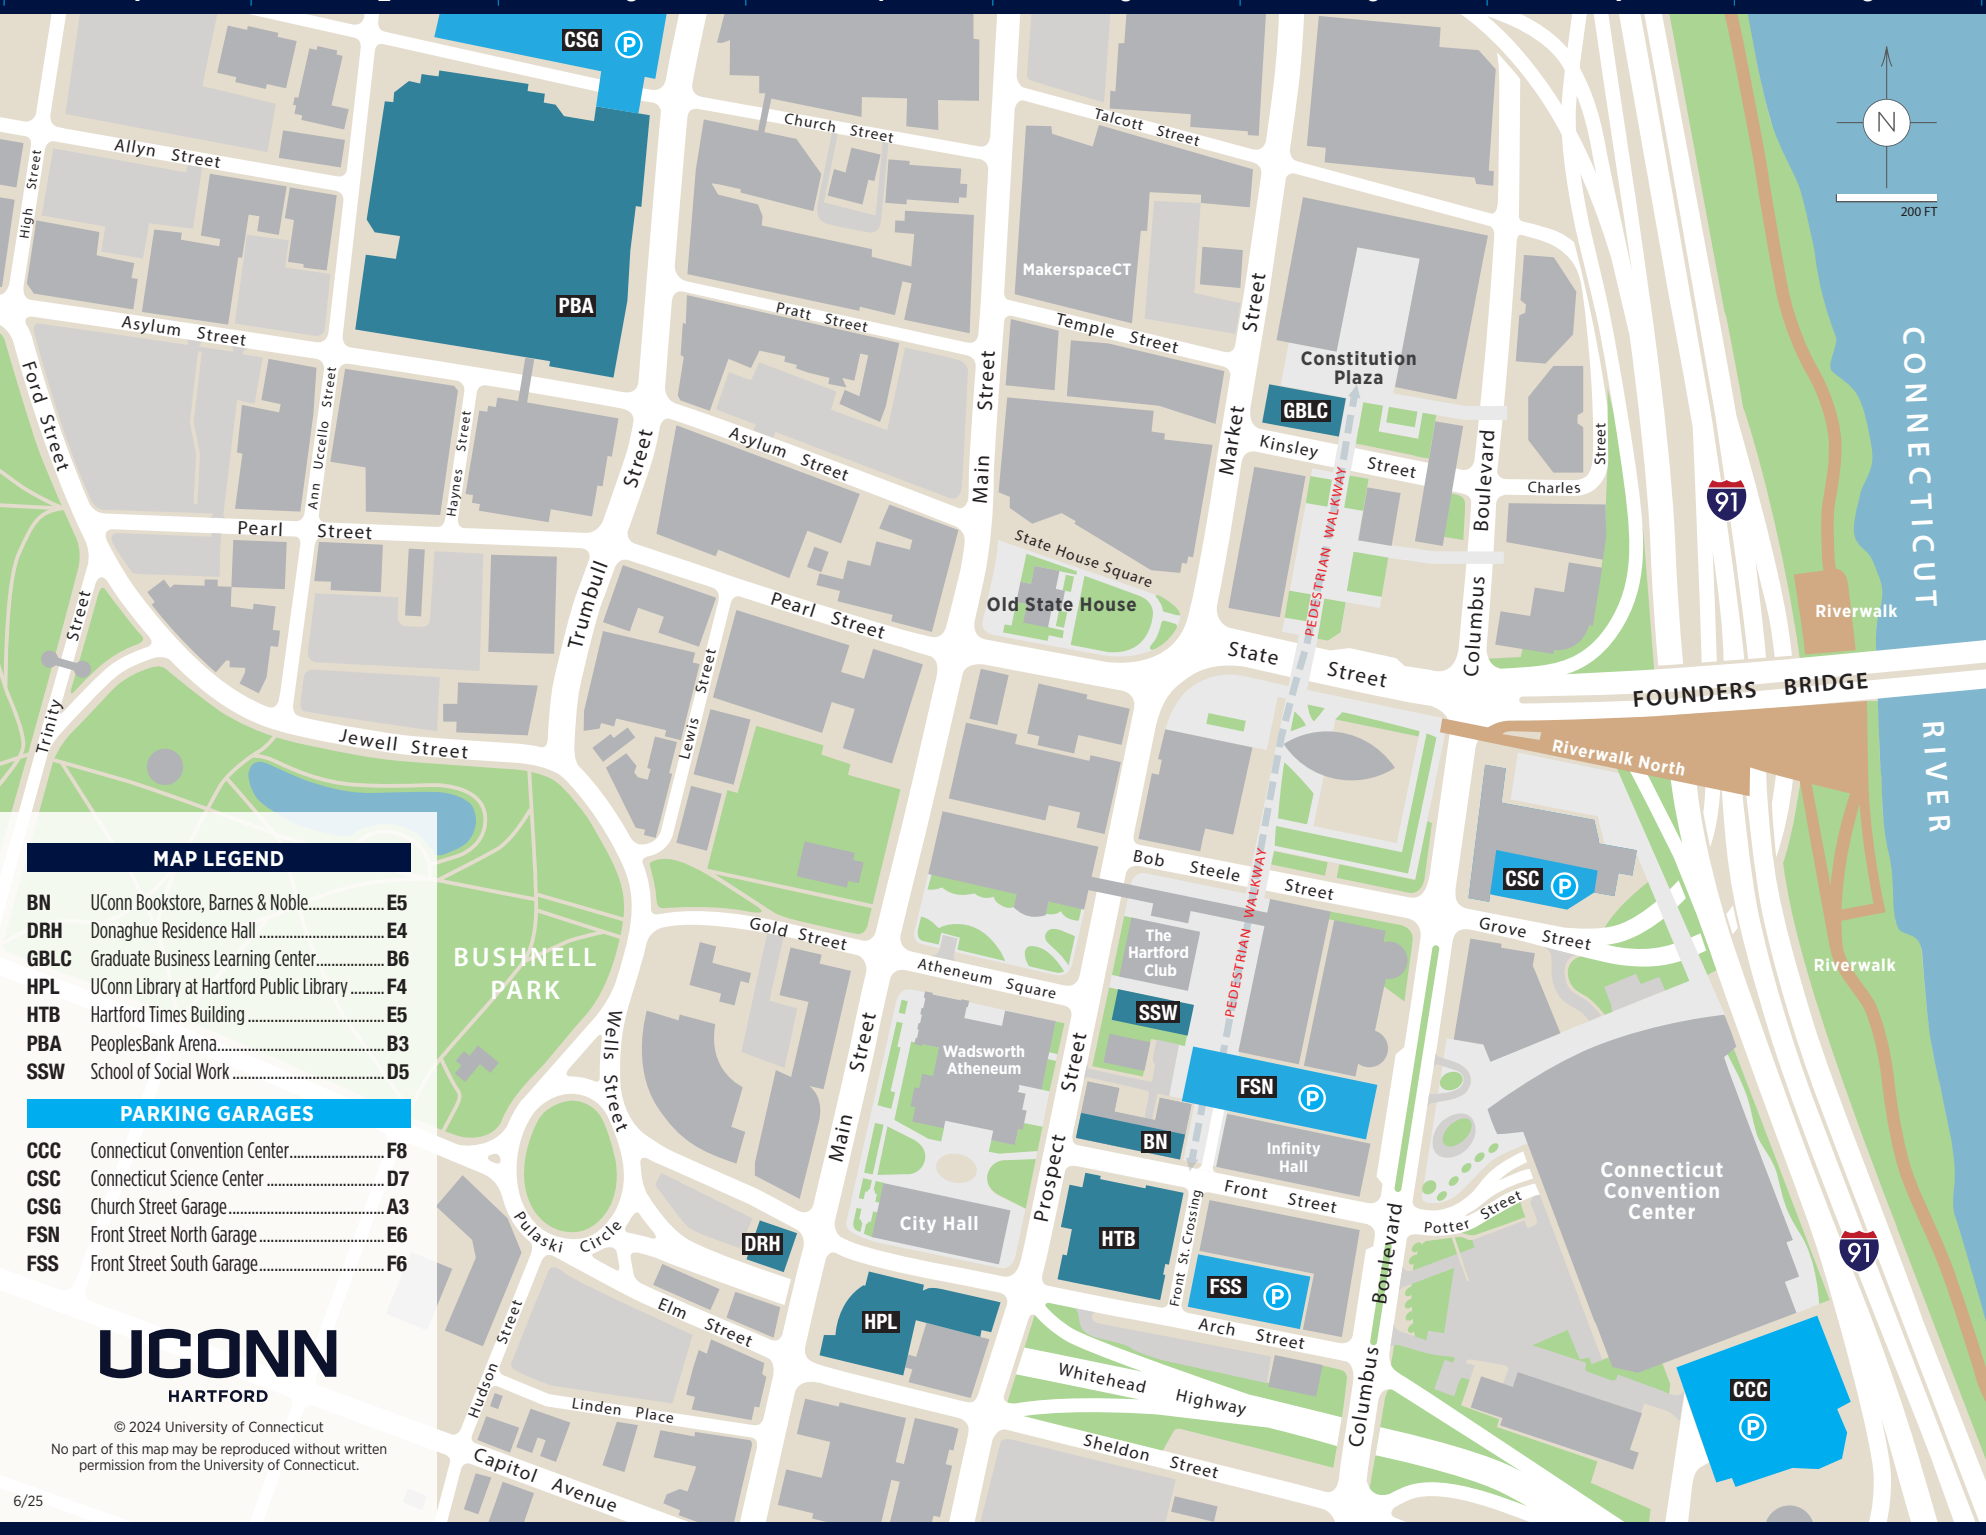 CSG P
Church Street
Talcott Street
N
200 FT
Allyn Street
High Street
MakerspaceCT
PBA
Pratt Street
Temple Street
Street
Asylum Street
Constitution
Plaza
GBLC
Ford Street
Ann Uccello Street
Haynes Street
Street
Asylum Street
Main Street
Market
Kinsley Street
Boulevard
Street
Charles
91
CONNECTICUT
Pearl Street
PEDESTRIAN WALKWAY
State House Square
Old State House
Trumbull
Pearl Street
Columbus
Riverwalk
Trinity Street
Lewis Street
State Street
FOUNDERS BRIDGE
Jewell Street
Riverwalk North
RIVER
Bob Steele Street
PEDESTRIAN WALKWAY
CSC P
Gold Street
Grove Street
The
Hartford
Club
Atheneum Square
Riverwalk
BUSHNELL
PARK
SSW
Wells Street
Main Street
Wadsworth
Atheneum
Prospect Street
FSN P
BN
Infinity
Hall
Connecticut
Convention
Center
Front Street
Potter Street
Pulaski Circle
City Hall
DRH
HTB
Front St. Crossing
Columbus Boulevard
91
FSS P
Elm Street
HPL
Arch Street
Hudson Street
Whitehead Highway
CCC
P
Linden Place
Sheldon Street
Capitol Avenue
MAP LEGEND
BN UConn Bookstore, Barnes & Noble....................E5
DRH Donaghue Residence Hall.................................E4
GBLC Graduate Business Learning Center..................B6
HPL UConn Library at Hartford Public Library.........F4
HTB Hartford Times Building....................................E5
PBA PeoplesBank Arena............................................B3
SSW School of Social Work........................................D5
PARKING GARAGES
CCC Connecticut Convention Center.........................F8
CSC Connecticut Science Center...............................D7
CSG Church Street Garage.........................................A3
FSN Front Street North Garage.................................E6
FSS Front Street South Garage.................................F6
UCONN
HARTFORD
© 2024 University of Connecticut
No part of this map may be reproduced without written
permission from the University of Connecticut.
6/25